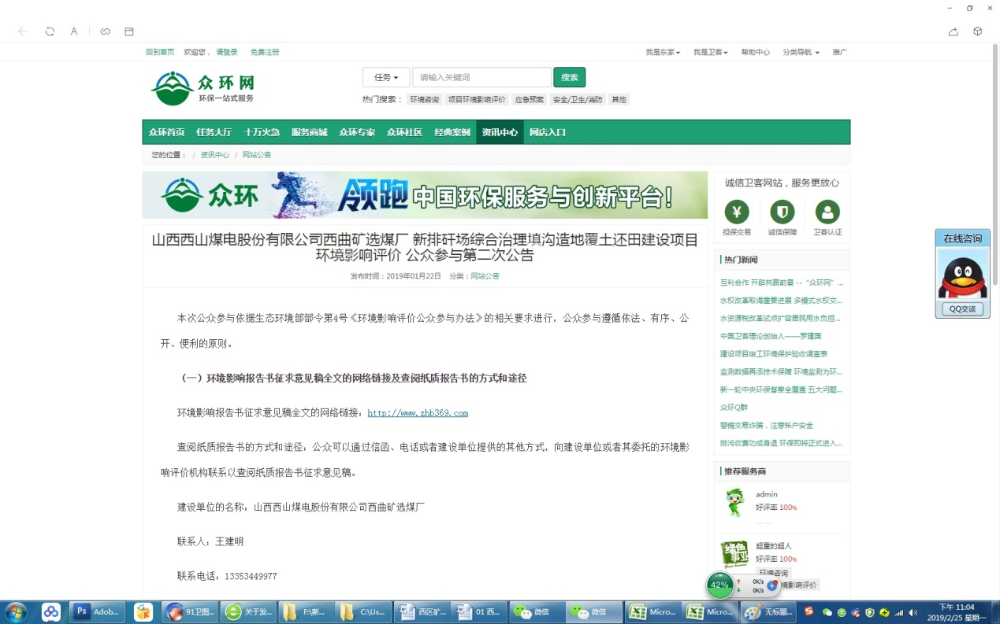 回到首页 欢迎您， 请登录 免费注册 我是东家 我是卫客 帮助中心 分类导航 推广
众环网
环保一站式服务
任务 请输入关键词 搜索
热门搜索： 环境咨询 项目环境影响评价 应急预案 安全/卫生/消防 其他
众环首页 任务大厅 十万火急 服务商城 众环专家 众环社区 经典案例 资讯中心 网店入口
您的位置： / 资讯中心 / 网站公告
众环 领跑中国环保服务与创新平台！
山西西山煤电股份有限公司西曲矿选煤厂 新排矸场综合治理填沟造地覆土还田建设项目
环境影响评价 公众参与第二次公告
发布时间：2019年01月22日 分类：网站公告
本次公众参与依据生态环境部部令第4号《环境影响评价公众参与办法》的相关要求进行，公众参与遵循依法、有序、公
开、便利的原则。
（一）环境影响报告书征求意见稿全文的网络链接及查阅纸质报告书的方式和途径
环境影响报告书征求意见稿全文的网络链接：http://www.zhb369.com
查阅纸质报告书的方式和途径：公众可以通过信函、电话或者建设单位提供的其他方式，向建设单位或者其委托的环境影
响评价机构联系以查阅纸质报告书征求意见稿。
建设单位的名称：山西西山煤电股份有限公司西曲矿选煤厂
联系人：王建明
联系电话：13353449977
诚信卫客网站，服务更放心
担保交易 诚信保障 卫客认证
热门新闻
互利合作 开辟共赢前景 --“众环网”...
水权改革取得重要进展 多模式水权交...
水资源税改革试点扩容居民用水负担...
中国卫客理论创始人——罗建国
建设项目竣工环境保护验收调查表
监测数据再添技术保障 环境监测为环...
新一轮中央环保督察全覆盖 五大问题...
众环Q群
警惕交易诈骗，注意帐户安全
排污收费功成身退 环保即将正式进入...
推荐服务商
admin
好评率 100%
绿色事业
超重的超人
好评率 100%
环境咨询
境影响评价
在线咨询
QQ交谈
42% 0K/s
0K/s
Ps Adob... 91卫图... 关于发... F:\新... C:\Us... 西区矿... 01 西... 微信 微信 Micro... Micro... 无标题...
下午 11:04
2019/2/25 星期一